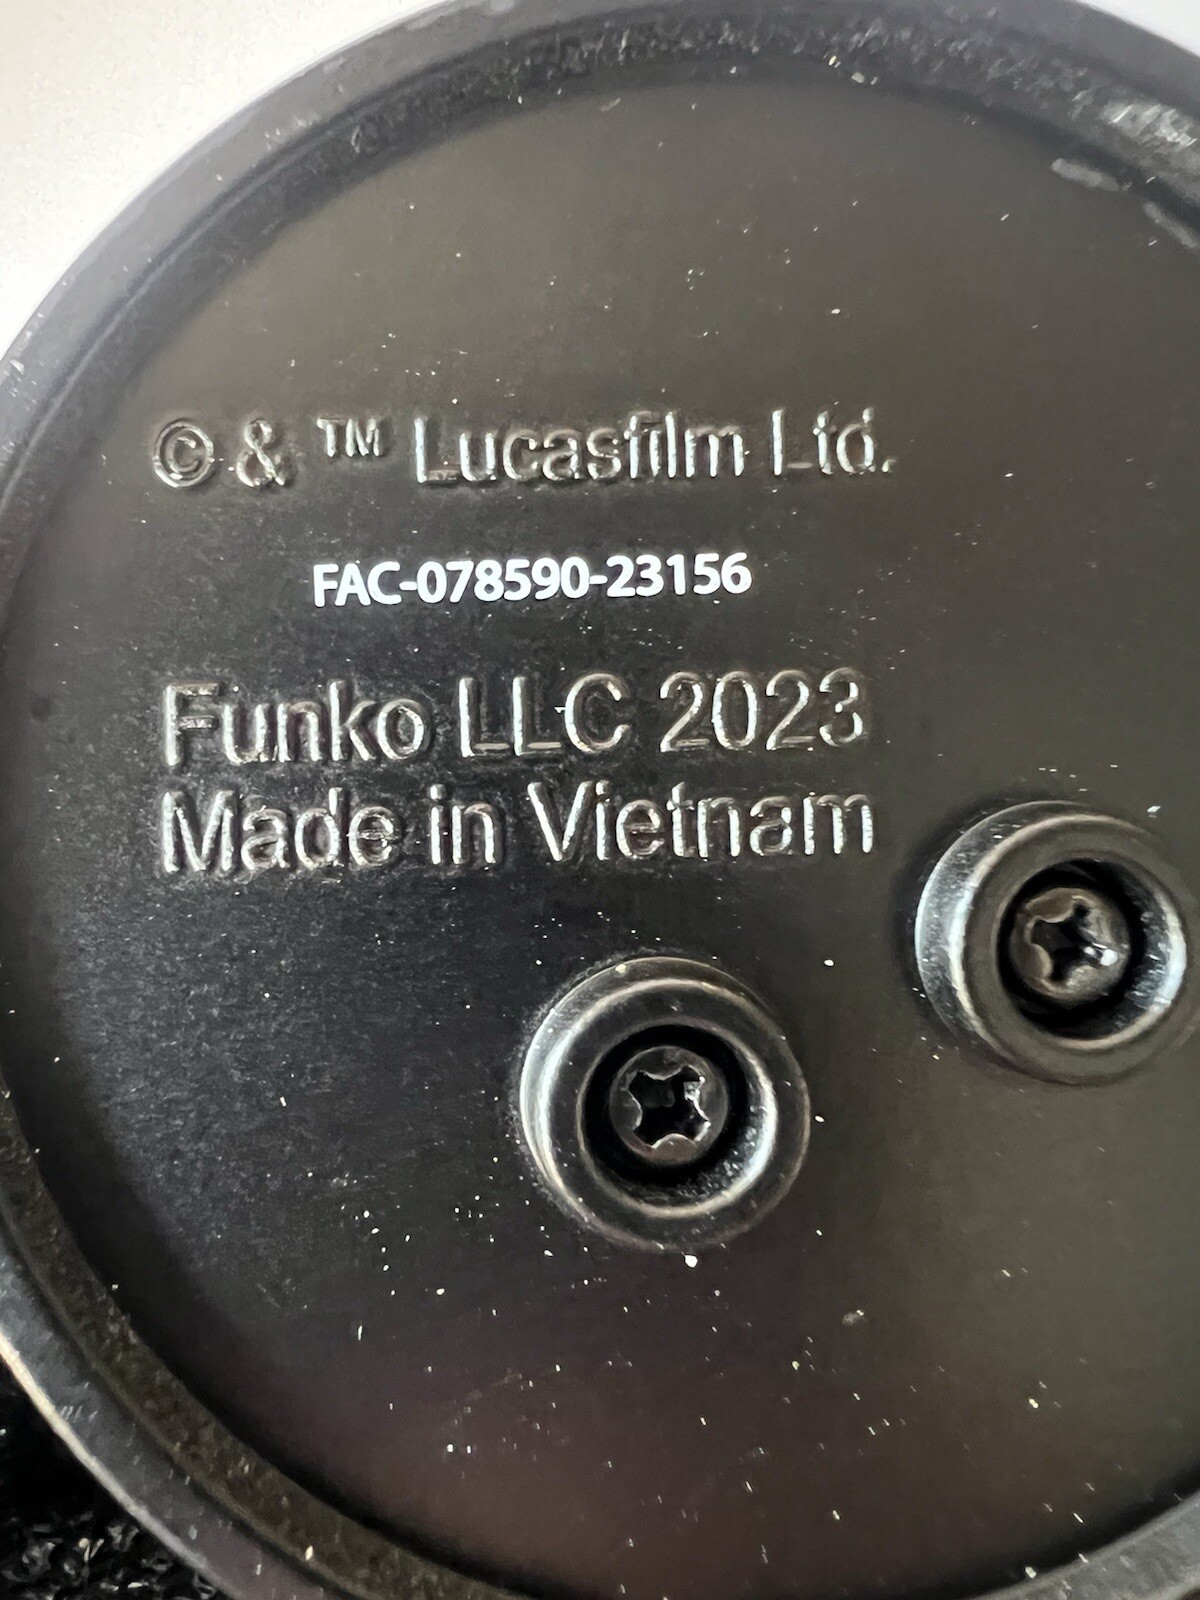 © & ™ Lucasfilm Ltd.
FAC-078590-23156
Funko LLC 2023
Made in Vietnam